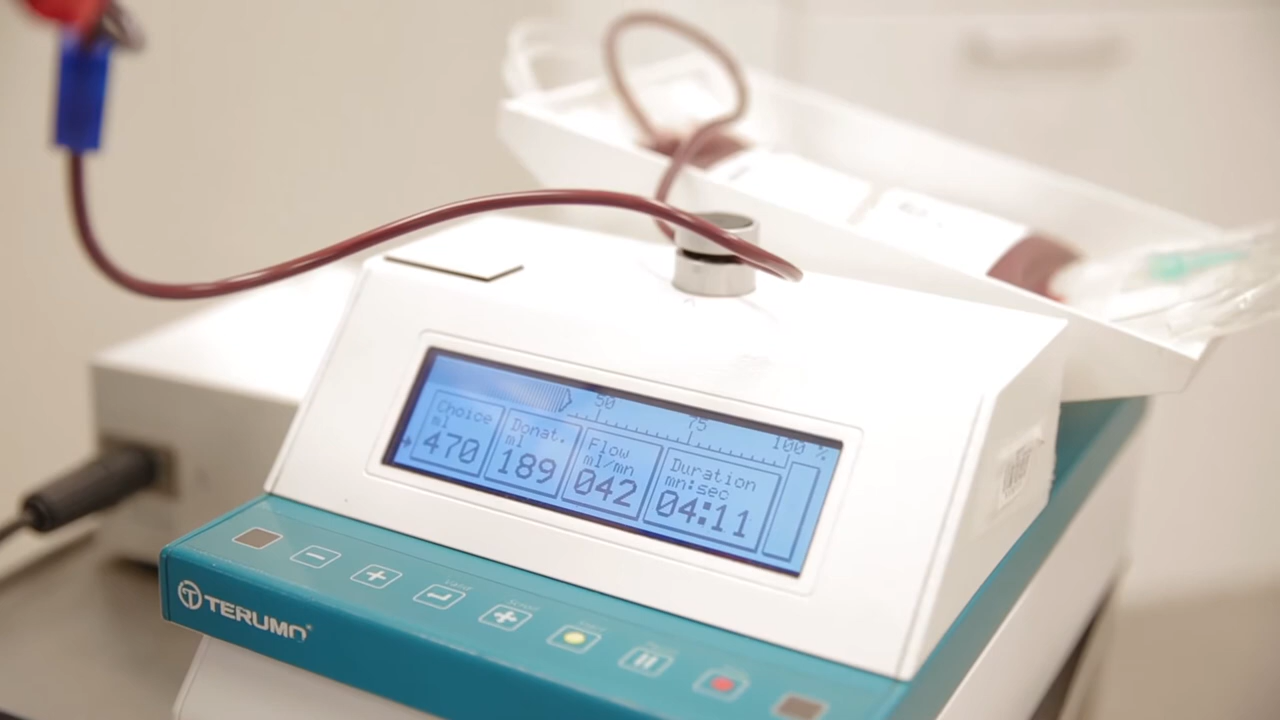 50
75
100 %
Choice
ml
470
Donat.
ml
189
Flow
ml/mn
042
Duration
mn:sec
04:11
TERUMO